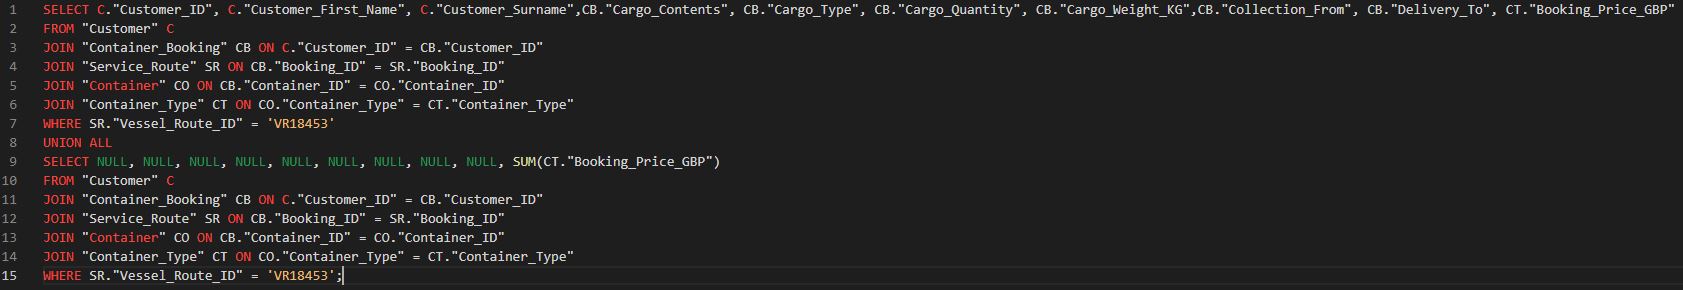 1 SELECT C."Customer_ID", C."Customer_First_Name", C."Customer_Surname",CB."Cargo_Contents", CB."Cargo_Type", CB."Cargo_Quantity", CB."Cargo_Weight_KG",CB."Collection_From", CB."Delivery_To", CT."Booking_Price_GBP"
2 FROM "Customer" C
3 JOIN "Container_Booking" CB ON C."Customer_ID" = CB."Customer_ID"
4 JOIN "Service_Route" SR ON CB."Booking_ID" = SR."Booking_ID"
5 JOIN "Container" CO ON CB."Container_ID" = CO."Container_ID"
6 JOIN "Container_Type" CT ON CO."Container_Type" = CT."Container_Type"
7 WHERE SR."Vessel_Route_ID" = 'VR18453'
8 UNION ALL
9 SELECT NULL, NULL, NULL, NULL, NULL, NULL, NULL, NULL, NULL, SUM(CT."Booking_Price_GBP")
10 FROM "Customer" C
11 JOIN "Container_Booking" CB ON C."Customer_ID" = CB."Customer_ID"
12 JOIN "Service_Route" SR ON CB."Booking_ID" = SR."Booking_ID"
13 JOIN "Container" CO ON CB."Container_ID" = CO."Container_ID"
14 JOIN "Container_Type" CT ON CO."Container_Type" = CT."Container_Type"
15 WHERE SR."Vessel_Route_ID" = 'VR18453';